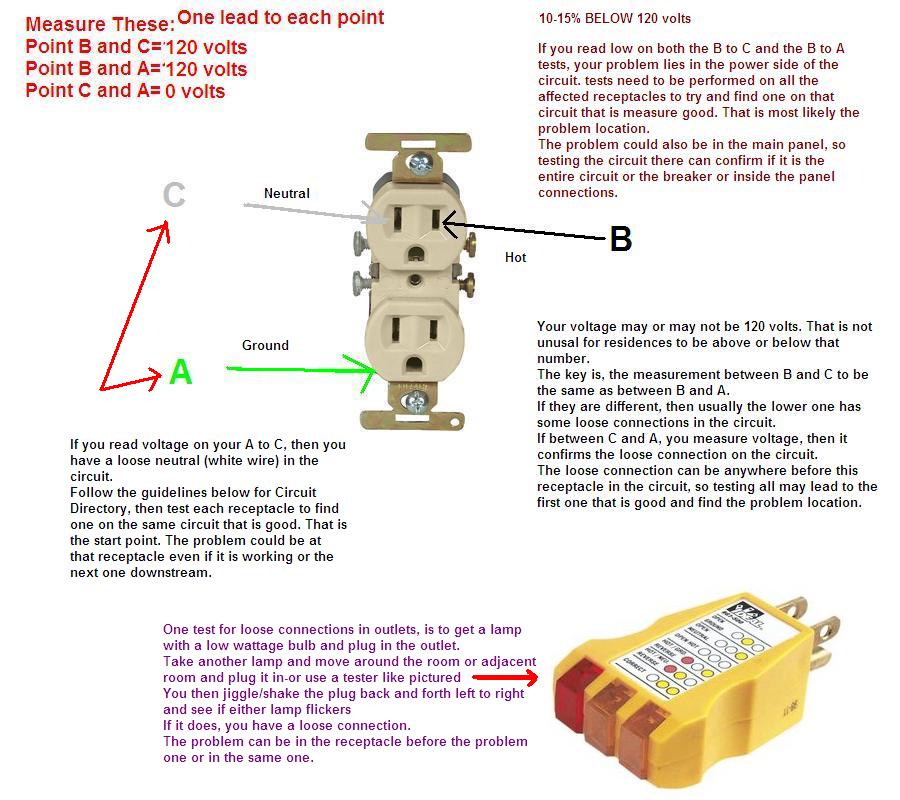 Measure These: One lead to each point
Point B and C= 120 volts
Point B and A= 120 volts
Point C and A= 0 volts
10-15% BELOW 120 volts
If you read low on both the B to C and the B to A
tests, your problem lies in the power side of the
circuit. tests need to be performed on all the
affected receptacles to try and find one on that
circuit that is measure good. That is most likely the
problem location.
The problem could also be in the main panel, so
testing the circuit there can confirm if it is the
entire circuit or the breaker or inside the panel
connections.
C
Neutral
B
Hot
Ground
A
Your voltage may or may not be 120 volts. That is not
unusal for residences to be above or below that
number.
The key is, the measurement between B and C to be
the same as between B and A.
If they are different, then usually the lower one has
some loose connections in the circuit.
If between C and A, you measure voltage, then it
confirms the loose connection on the circuit.
The loose connection can be anywhere before this
receptacle in the circuit, so testing all may lead to the
first one that is good and find the problem location.
If you read voltage on your A to C, then you
have a loose neutral (white wire) in the
circuit.
Follow the guidelines below for Circuit
Directory, then test each receptacle to find
one on the same circuit that is good. That is
the start point. The problem could be at
that receptacle even if it is working or the
next one downstream.
One test for loose connections in outlets, is to get a lamp
with a low wattage bulb and plug in the outlet.
Take another lamp and move around the room or adjacent
room and plug it in-or use a tester like pictured
You then jiggle/shake the plug back and forth left to right
and see if either lamp flickers
If it does, you have a loose connection.
The problem can be in the receptacle before the problem
one or in the same one.
OPEN
GROUND
OPEN
NEUTRAL
OPEN HOT
REVERSE
CORRECT